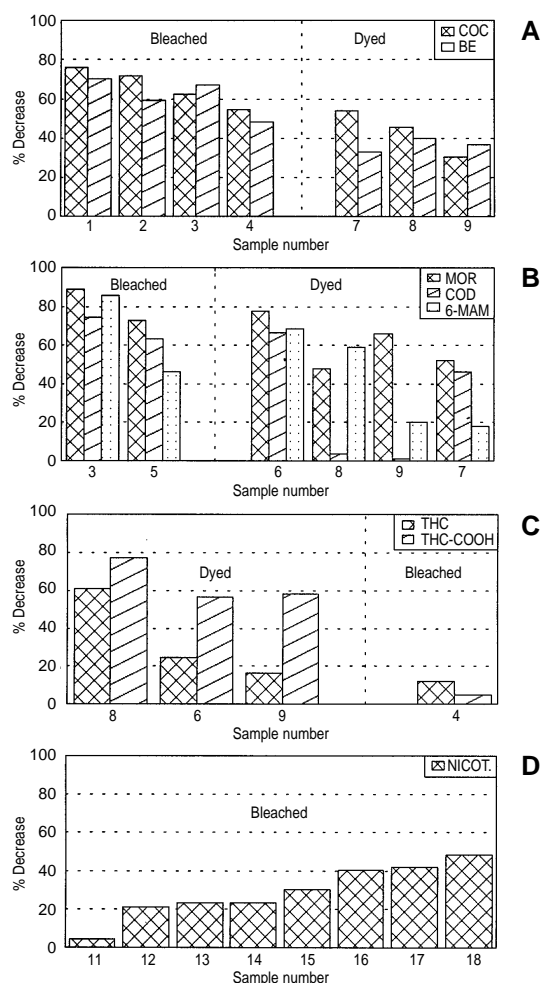 A
Bleached
Dyed
COC
BE
% Decrease
100
80
60
40
20
0
1 2 3 4 7 8 9
Sample number
B
Bleached
Dyed
MOR
COD
6-MAM
% Decrease
100
80
60
40
20
0
3 5 6 8 9 7
Sample number
C
THC
THC-COOH
Dyed
Bleached
% Decrease
100
80
60
40
20
0
8 6 9 4
Sample number
D
NICOT.
Bleached
% Decrease
100
80
60
40
20
0
11 12 13 14 15 16 17 18
Sample number